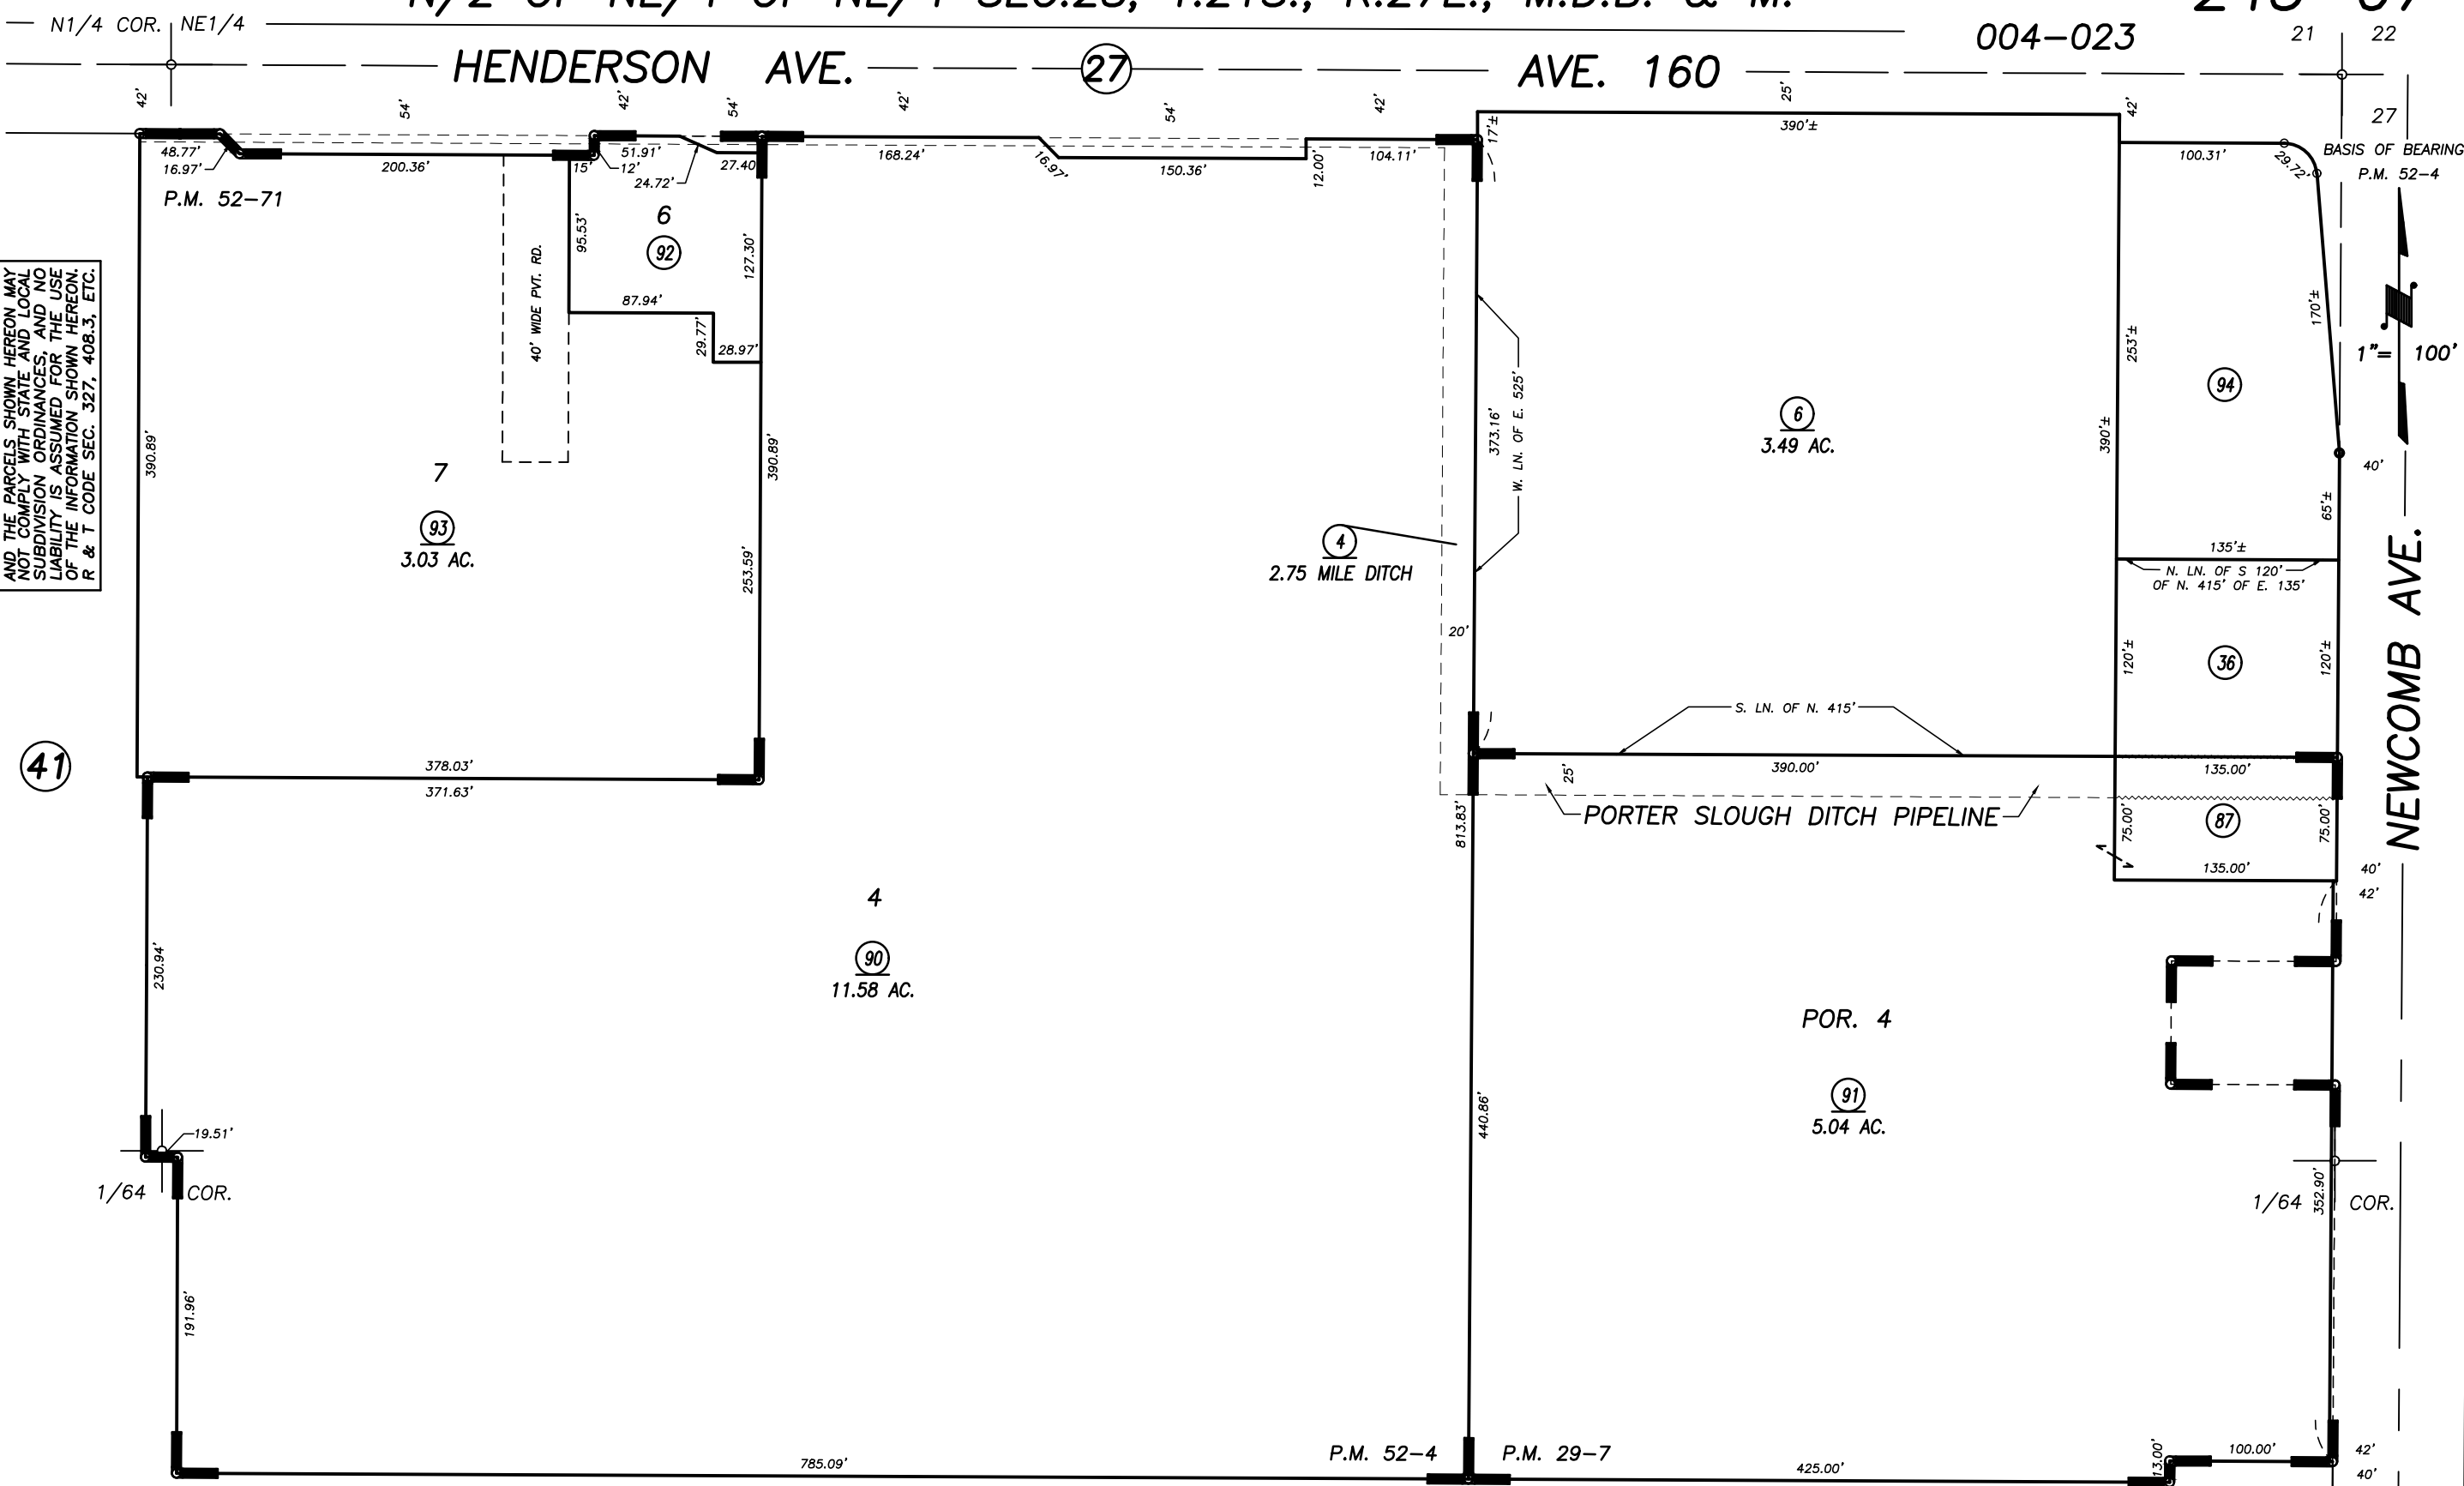 N1/4 COR. NE1/4
004-023
21 22
HENDERSON AVE. 27 AVE. 160
27
BASIS OF BEARING
P.M. 52-4
42' 54' 42' 54' 42' 54' 42' 25' 42'
48.77'
16.97'
200.36'
15'
12'
51.91'
24.72'
27.40
168.24'
16.97'
150.36'
12.00'
104.11'
17'±
390'±
100.31'
29.72'
P.M. 52-71
6
92
95.53'
127.30'
87.94'
29.77'
28.97'
40' WIDE PVT. RD.
AND THE PARCELS SHOWN HEREON MAY
NOT COMPLY WITH STATE AND LOCAL
SUBDIVISION ORDINANCES, AND NO
LIABILITY IS ASSUMED FOR THE USE
OF THE INFORMATION SHOWN HEREON.
R & T CODE SEC. 327, 408.3, ETC.
390.89'
7
93
3.03 AC.
390.89'
253.59'
4
2.75 MILE DITCH
20'
373.16'
W. LN. OF E. 525'
6
3.49 AC.
390'±
253'±
94
170'±
1"= 100'
40'
65'±
135'±
N. LN. OF S 120'
OF N. 415' OF E. 135'
120'±
36
120'±
NEWCOMB AVE.
41
378.03'
371.63'
S. LN. OF N. 415'
25'
390.00'
135.00'
PORTER SLOUGH DITCH PIPELINE
813.83'
75.00'
87
75.00'
135.00'
40'
42'
4
90
11.58 AC.
230.94'
POR. 4
91
5.04 AC.
440.86'
19.51'
1/64 COR.
352.90'
1/64 COR.
191.96'
785.09'
P.M. 52-4
P.M. 29-7
425.00'
13.00'
100.00'
42'
40'